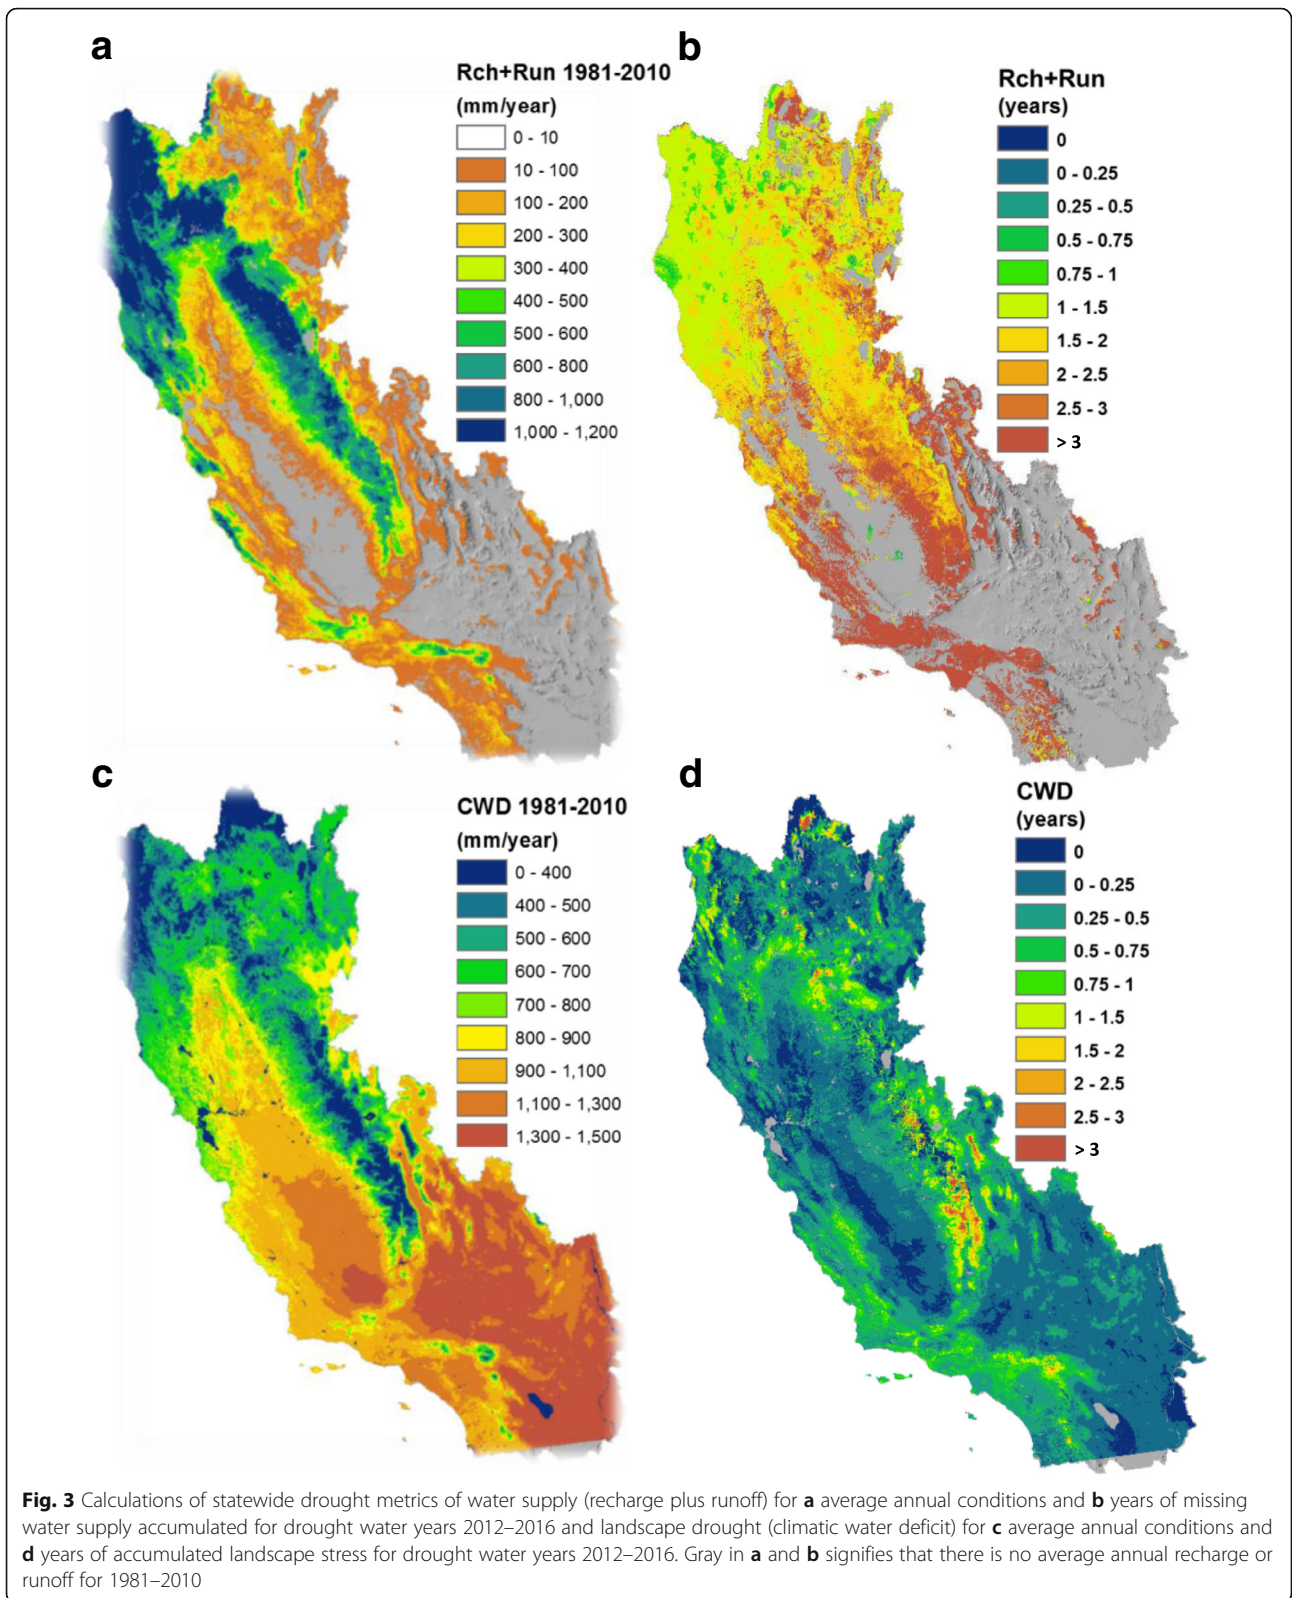 a
Rch+Run 1981-2010
(mm/year)
0 - 10
10 - 100
100 - 200
200 - 300
300 - 400
400 - 500
500 - 600
600 - 800
800 - 1,000
1,000 - 1,200
b
Rch+Run
(years)
0
0 - 0.25
0.25 - 0.5
0.5 - 0.75
0.75 - 1
1 - 1.5
1.5 - 2
2 - 2.5
2.5 - 3
> 3
c
CWD 1981-2010
(mm/year)
0 - 400
400 - 500
500 - 600
600 - 700
700 - 800
800 - 900
900 - 1,100
1,100 - 1,300
1,300 - 1,500
d
CWD
(years)
0
0 - 0.25
0.25 - 0.5
0.5 - 0.75
0.75 - 1
1 - 1.5
1.5 - 2
2 - 2.5
2.5 - 3
> 3
Fig. 3 Calculations of statewide drought metrics of water supply (recharge plus runoff) for a average annual conditions and b years of missing
water supply accumulated for drought water years 2012–2016 and landscape drought (climatic water deficit) for c average annual conditions and
d years of accumulated landscape stress for drought water years 2012–2016. Gray in a and b signifies that there is no average annual recharge or
runoff for 1981–2010